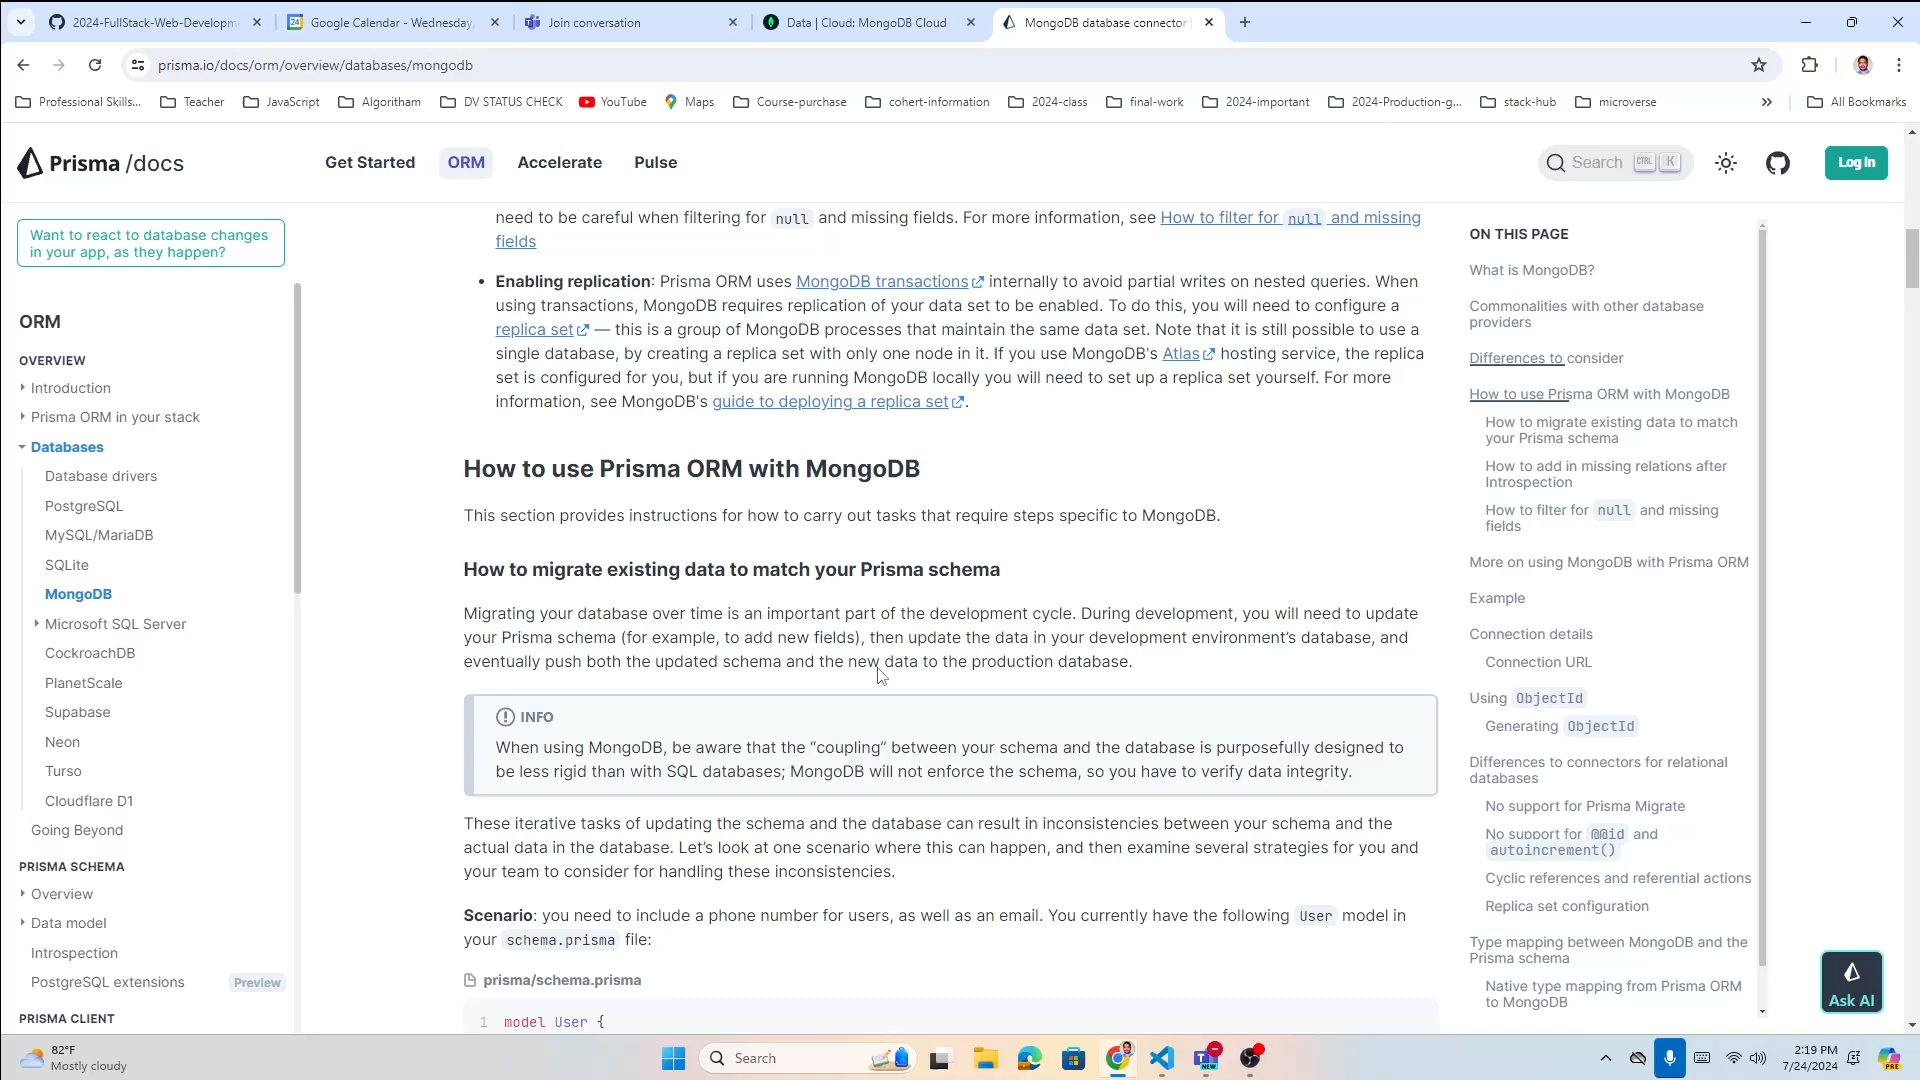 2024-FullStack-Web-Developm
Google Calendar - Wednesday,
Join conversation
Data | Cloud: MongoDB Cloud
MongoDB database connector |
prisma.io/docs/orm/overview/databases/mongodb
Professional Skills...
Teacher
JavaScript
Algoritham
DV STATUS CHECK
YouTube
Maps
Course-purchase
cohert-information
2024-class
final-work
2024-important
2024-Production-g...
stack-hub
microverse
All Bookmarks
Prisma /docs
Get Started
ORM
Accelerate
Pulse
Search CTRL K
Log in
Want to react to database changes
in your app, as they happen?
ORM
OVERVIEW
Introduction
Prisma ORM in your stack
Databases
Database drivers
PostgreSQL
MySQL/MariaDB
SQLite
MongoDB
Microsoft SQL Server
CockroachDB
PlanetScale
Supabase
Neon
Turso
Cloudflare D1
Going Beyond
PRISMA SCHEMA
Overview
Data model
Introspection
PostgreSQL extensions Preview
PRISMA CLIENT
need to be careful when filtering for null and missing fields. For more information, see How to filter for null and missing
fields
• Enabling replication: Prisma ORM uses MongoDB transactions internally to avoid partial writes on nested queries. When
using transactions, MongoDB requires replication of your data set to be enabled. To do this, you will need to configure a
replica set — this is a group of MongoDB processes that maintain the same data set. Note that it is still possible to use a
single database, by creating a replica set with only one node in it. If you use MongoDB's Atlas hosting service, the replica
set is configured for you, but if you are running MongoDB locally you will need to set up a replica set yourself. For more
information, see MongoDB's guide to deploying a replica set.
How to use Prisma ORM with MongoDB
This section provides instructions for how to carry out tasks that require steps specific to MongoDB.
How to migrate existing data to match your Prisma schema
Migrating your database over time is an important part of the development cycle. During development, you will need to update
your Prisma schema (for example, to add new fields), then update the data in your development environment’s database, and
eventually push both the updated schema and the new data to the production database.
INFO
When using MongoDB, be aware that the “coupling” between your schema and the database is purposefully designed to
be less rigid than with SQL databases; MongoDB will not enforce the schema, so you have to verify data integrity.
These iterative tasks of updating the schema and the database can result in inconsistencies between your schema and the
actual data in the database. Let’s look at one scenario where this can happen, and then examine several strategies for you and
your team to consider for handling these inconsistencies.
Scenario: you need to include a phone number for users, as well as an email. You currently have the following User model in
your schema.prisma file:
prisma/schema.prisma
1 model User {
ON THIS PAGE
What is MongoDB?
Commonalities with other database
providers
Differences to consider
How to use Prisma ORM with MongoDB
How to migrate existing data to match
your Prisma schema
How to add in missing relations after
Introspection
How to filter for null and missing
fields
More on using MongoDB with Prisma ORM
Example
Connection details
Connection URL
Using ObjectId
Generating ObjectId
Differences to connectors for relational
databases
No support for Prisma Migrate
No support for @@id and
autoincrement()
Cyclic references and referential actions
Replica set configuration
Type mapping between MongoDB and the
Prisma schema
Native type mapping from Prisma ORM
to MongoDB
Ask AI
82°F
Mostly cloudy
Search
NEW
2:19 PM
7/24/2024
PRE